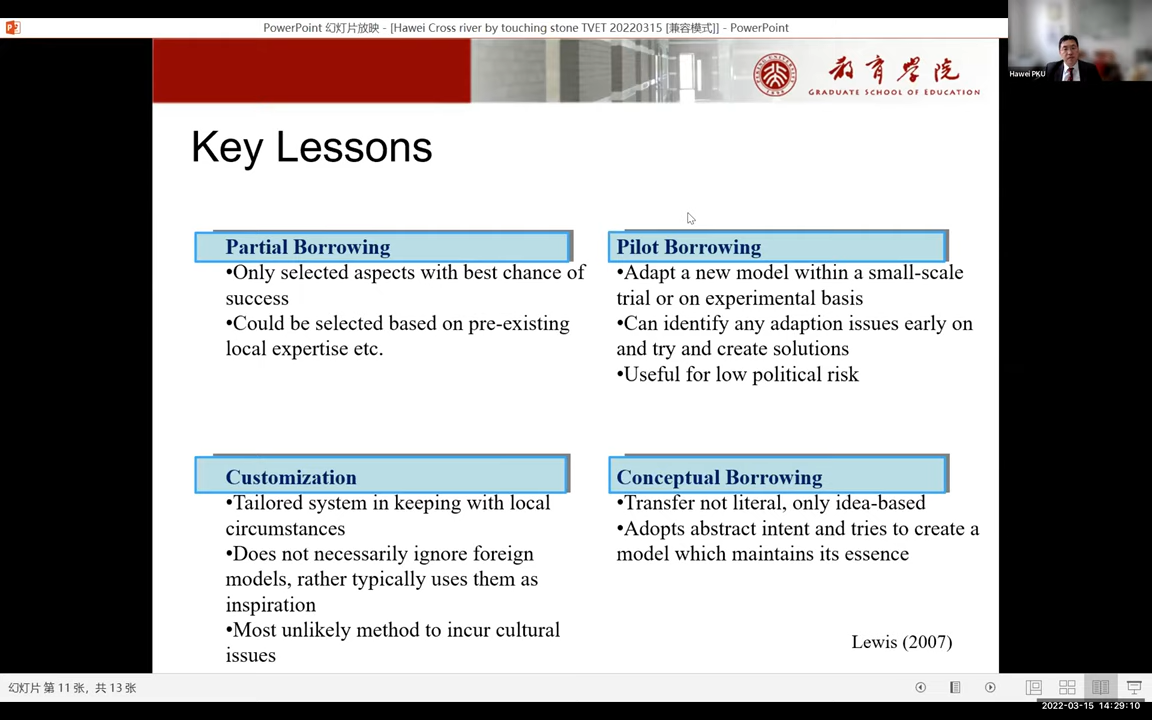 PowerPoint 幻灯片放映 - [Hawei Cross river by touching stone TVET 20220315 [兼容模式]] - PowerPoint
Hawei PKU
教育学院
GRADUATE SCHOOL OF EDUCATION
Key Lessons
Partial Borrowing
•Only selected aspects with best chance of
success
•Could be selected based on pre-existing
local expertise etc.
Pilot Borrowing
•Adapt a new model within a small-scale
trial or on experimental basis
•Can identify any adaption issues early on
and try and create solutions
•Useful for low political risk
Customization
•Tailored system in keeping with local
circumstances
•Does not necessarily ignore foreign
models, rather typically uses them as
inspiration
•Most unlikely method to incur cultural
issues
Conceptual Borrowing
•Transfer not literal, only idea-based
•Adopts abstract intent and tries to create a
model which maintains its essence
Lewis (2007)
幻灯片 第 11 张，共 13 张
2022-03-15 14:29:10